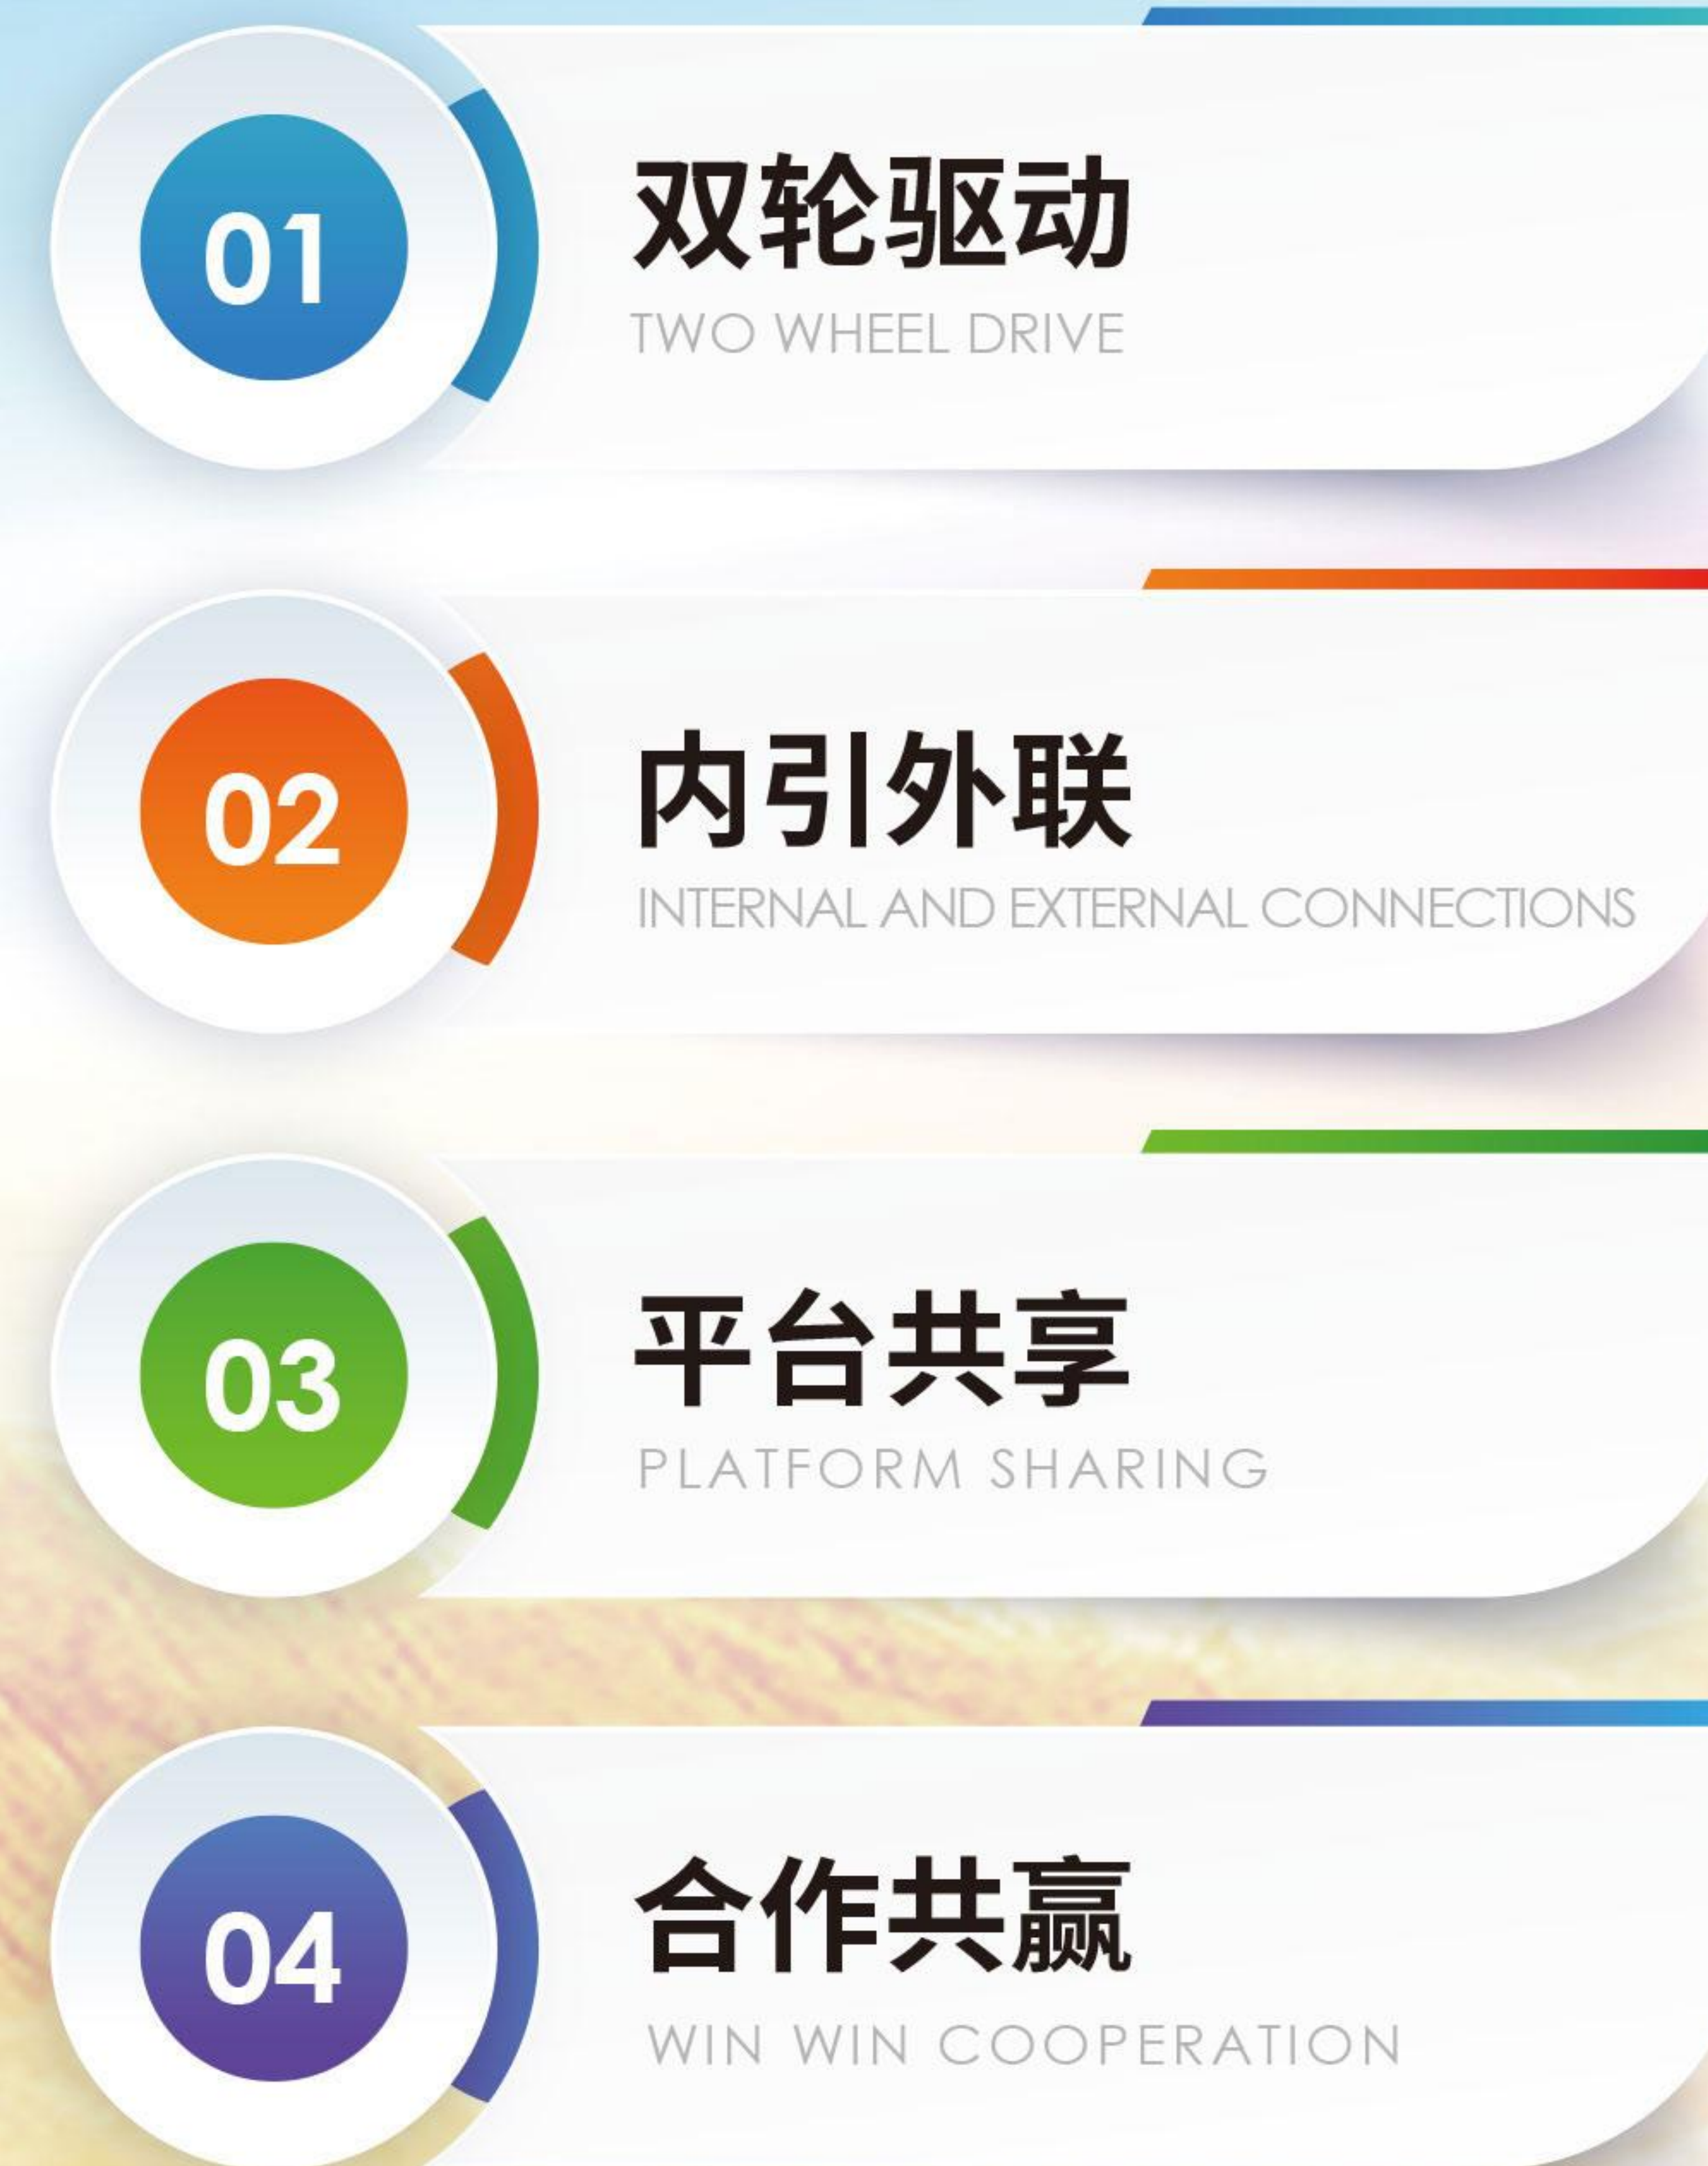 01
双轮驱动
TWO WHEEL DRIVE
02
内引外联
INTERNAL AND EXTERNAL CONNECTIONS
03
平台共享
PLATFORM SHARING
04
合作共赢
WIN WIN COOPERATION